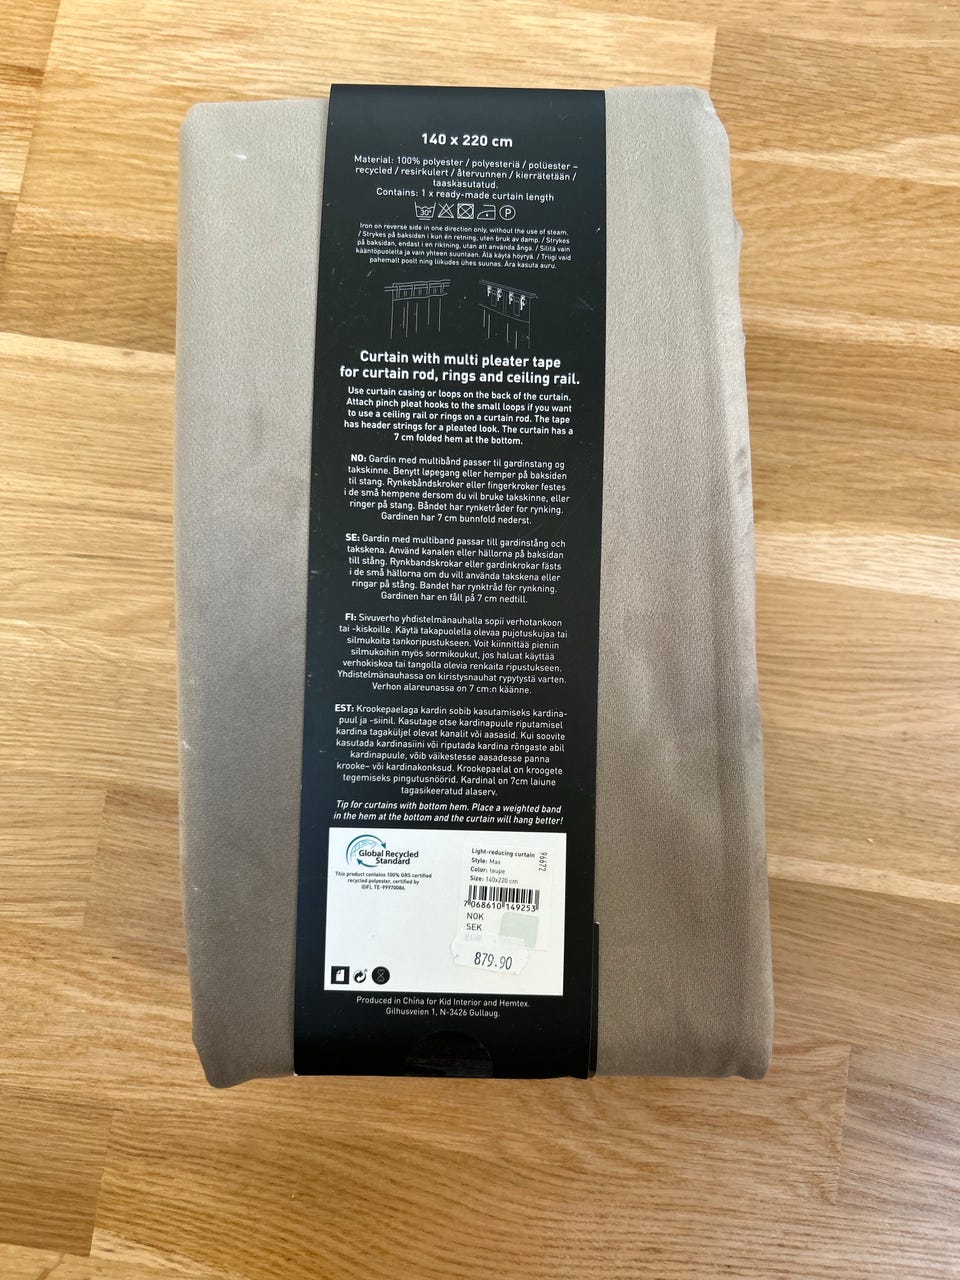 140 x 220 cm
Material: 100% polyester / polyesteriä / polüester –
recycled / resirkulert / återvunnen / kierrätetään /
taaskasutatud.
Contains: 1 x ready-made curtain length
30° P
Iron on reverse side in one direction only, without the use of steam.
/ Strykes på baksiden i kun én retning, uten bruk av damp. / Strykes
på baksidan, endast i en riktning, utan att använda ånga. / Silitä vain
kääntöpuolelta ja vain yhteen suuntaan. Älä käytä höyryä. / Triigi vaid
pahemalt poolt ning liikudes ühes suunas. Ära kasuta auru.
Curtain with multi pleater tape
for curtain rod, rings and ceiling rail.
Use curtain casing or loops on the back of the curtain.
Attach pinch pleat hooks to the small loops if you want
to use a ceiling rail or rings on a curtain rod. The tape
has header strings for a pleated look. The curtain has a
7 cm folded hem at the bottom.
NO: Gardin med multibånd passer til gardinstang og
takskinne. Benytt løpegang eller hemper på baksiden
til stang. Rynkebåndskroker eller fingerkroker festes
i de små hempene dersom du vil bruke takskinne, eller
ringer på stang. Båndet har rynketråder for rynking.
Gardinen har 7 cm bunnfold nederst.
SE: Gardin med multiband passar till gardinstång och
takskena. Använd kanalen eller hällorna på baksidan
till stång. Rynkbandskrokar eller gardinkrokar fästs
i de små hällorna om du vill använda takskena eller
ringar på stång. Bandet har rynktråd för rynkning.
Gardinen har en fåll på 7 cm nedtill.
FI: Sivuverho yhdistelmänauhalla sopii verhotankoon
tai -kiskoille. Käytä takapuolella olevaa pujotuskujaa tai
silmukoita tankoripustukseen. Voit kiinnittää pieniin
silmukoihin myös sormikoukut, jos haluat käyttää
verhokiskoa tai tangolla olevia renkaita ripustukseen.
Yhdistelmänauhassa on kiristysnauhat rypytystä varten.
Verhon alareunassa on 7 cm:n käänne.
EST: Krookepaelaga kardin sobib kasutamiseks kardina-
puul ja -siinil. Kasutage otse kardinapuule riputamisel
kardina tagaküljel olevat kanalit või aasasid. Kui soovite
kasutada kardinasiini või riputada kardina rõngaste abil
kardinapuule, võib väikestesse aasadesse panna
krooke– või kardinakonksud. Krookepaelal on kroogete
tegemiseks pingutusnöörid. Kardinal on 7cm laiune
tagasikeeratud alaserv.
Tip for curtains with bottom hem. Place a weighted band
in the hem at the bottom and the curtain will hang better!
Global Recycled
Standard
This product contains 100% GRS certified
recycled polyester, certified by
IDFL TE-99970086.
Light-reducing curtain
Style: Max
Color: taupe
Size: 140x220 cm
96672
7 068610 149253
NOK
SEK
879.90
Produced in China for Kid Interior and Hemtex.
Gilhusveien 1, N-3426 Gullaug.